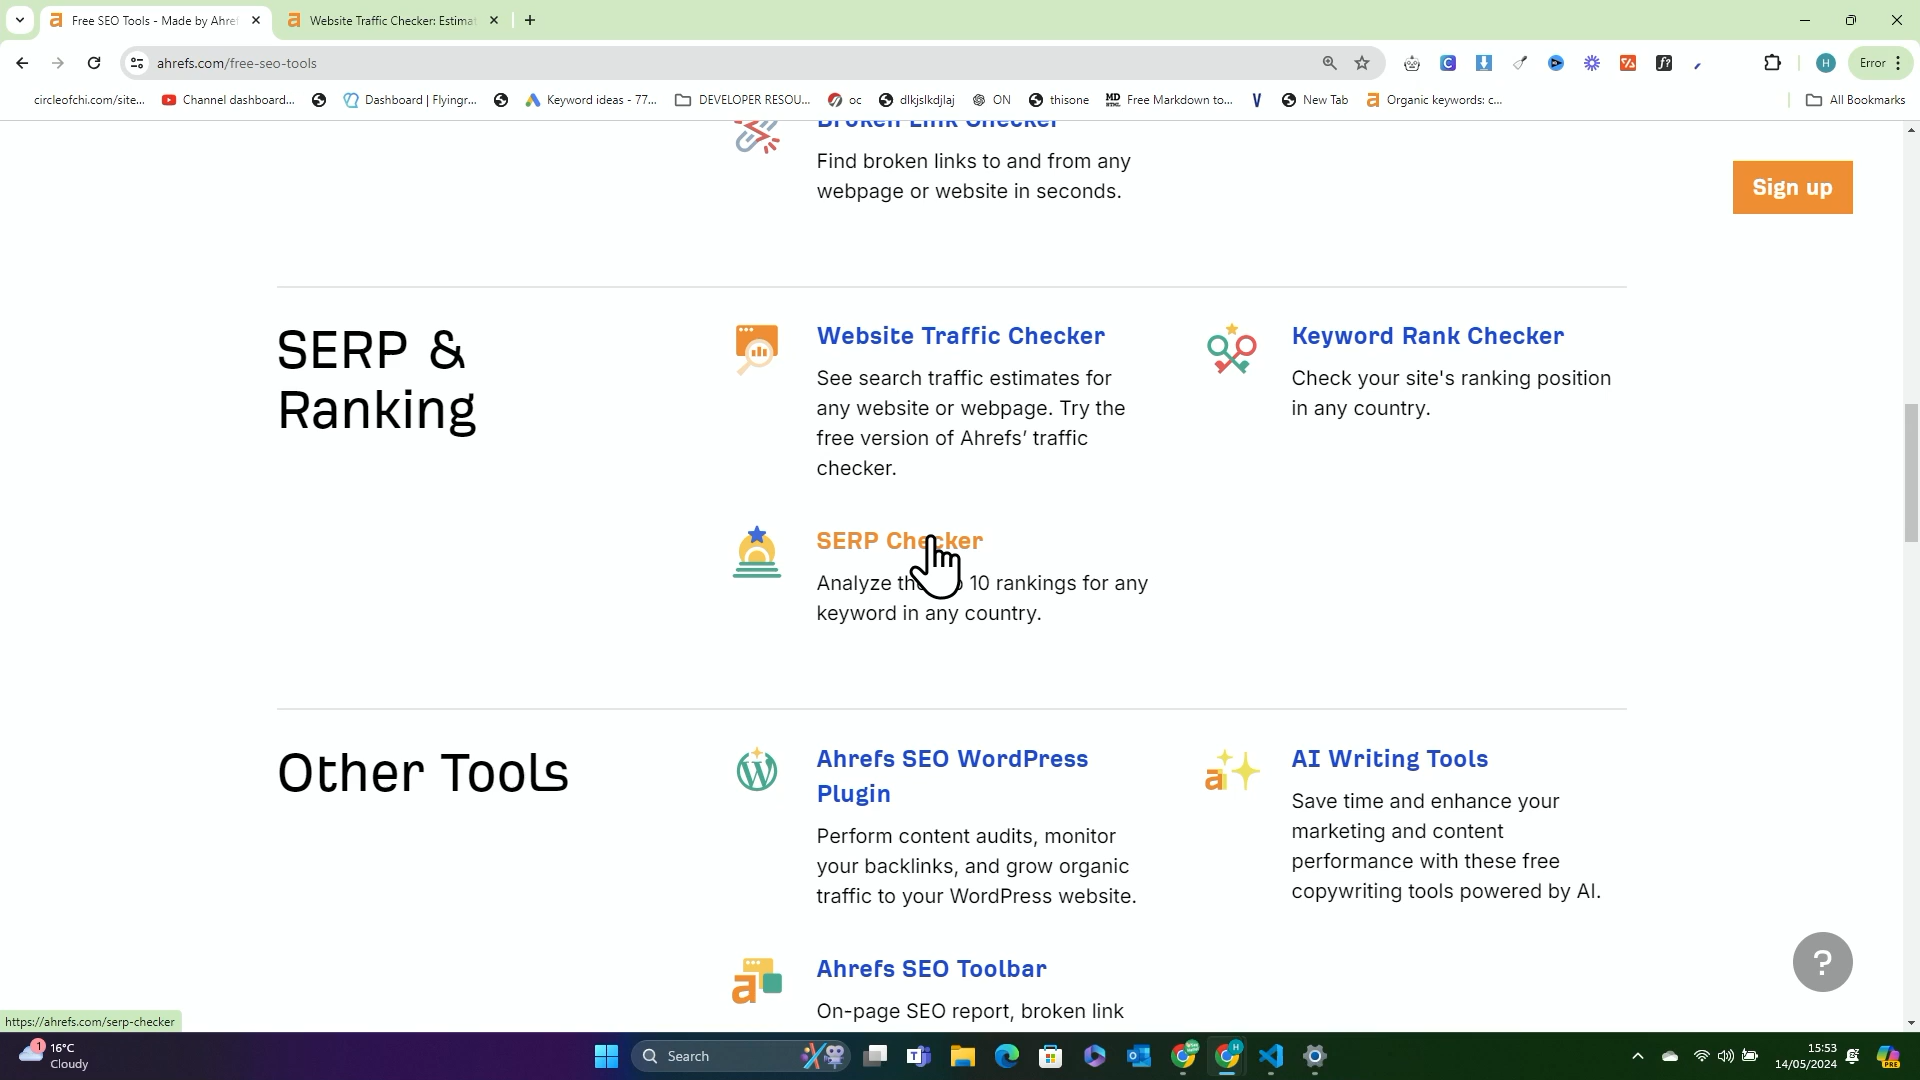 Free SEO Tools - Made by Ahre
Website Traffic Checker: Estimat
ahrefs.com/free-seo-tools
Error
circleofchi.com/site...
Channel dashboard...
Dashboard | Flyingr...
Keyword ideas - 77...
DEVELOPER RESOU...
oc
dlkjslkdjlaj
ON
thisone
Free Markdown to...
New Tab
Organic keywords: c...
All Bookmarks
Broken Link Checker
Find broken links to and from any
webpage or website in seconds.
Sign up
SERP &
Ranking
Website Traffic Checker
See search traffic estimates for
any website or webpage. Try the
free version of Ahrefs’ traffic
checker.
Keyword Rank Checker
Check your site's ranking position
in any country.
SERP Checker
Analyze 10 rankings for any
keyword in any country.
Other Tools
Ahrefs SEO WordPress
Plugin
Perform content audits, monitor
your backlinks, and grow organic
traffic to your WordPress website.
AI Writing Tools
Save time and enhance your
marketing and content
performance with these free
copywriting tools powered by AI.
Ahrefs SEO Toolbar
On-page SEO report, broken link
?
https://ahrefs.com/serp-checker
1
16°C
Cloudy
Search
15:53
14/05/2024